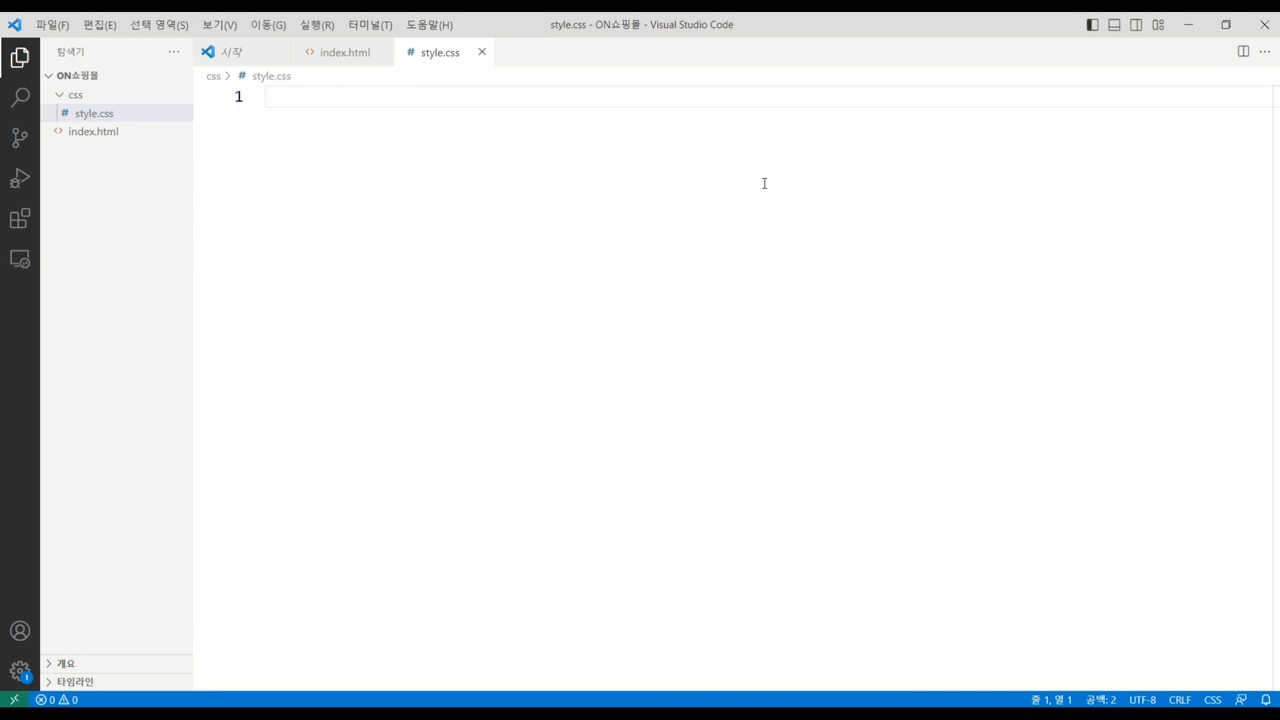 파일(F) 편집(E) 선택 영역(S) 보기(V) 이동(G) 실행(R) 터미널(T) 도움말(H) style.css - ON쇼핑몰 - Visual Studio Code
탐색기
시작 index.html style.css
ON쇼핑몰
css > style.css
css
1
style.css
index.html
개요
타임라인
1
0 0 줄 1, 열 1 공백: 2 UTF-8 CRLF CSS